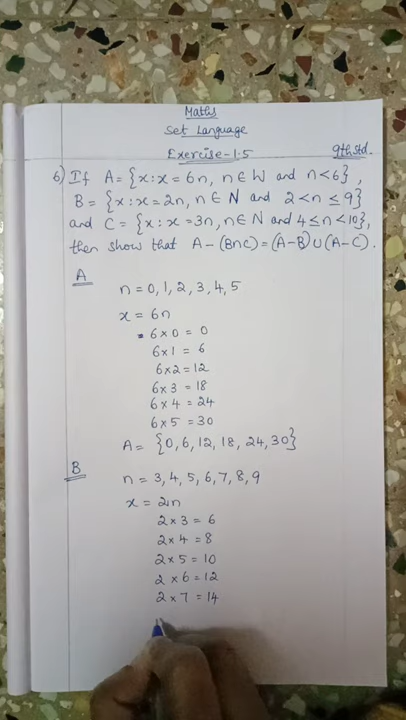 Maths
Set Language
Exercise-1.5 9th std.
6) If A = {x : x = 6n, n ∈ W and n < 6},
B = {x : x = 2n, n ∈ N and 2 < n ≤ 9}
and C = {x : x = 3n, n ∈ N and 4 ≤ n < 10},
then show that A - (B∩C) = (A-B) ∪ (A-C).
A
n = 0, 1, 2, 3, 4, 5
x = 6n
6 × 0 = 0
6 × 1 = 6
6 × 2 = 12
6 × 3 = 18
6 × 4 = 24
6 × 5 = 30
A = {0, 6, 12, 18, 24, 30}
B
n = 3, 4, 5, 6, 7, 8, 9
x = 2n
2 × 3 = 6
2 × 4 = 8
2 × 5 = 10
2 × 6 = 12
2 × 7 = 14